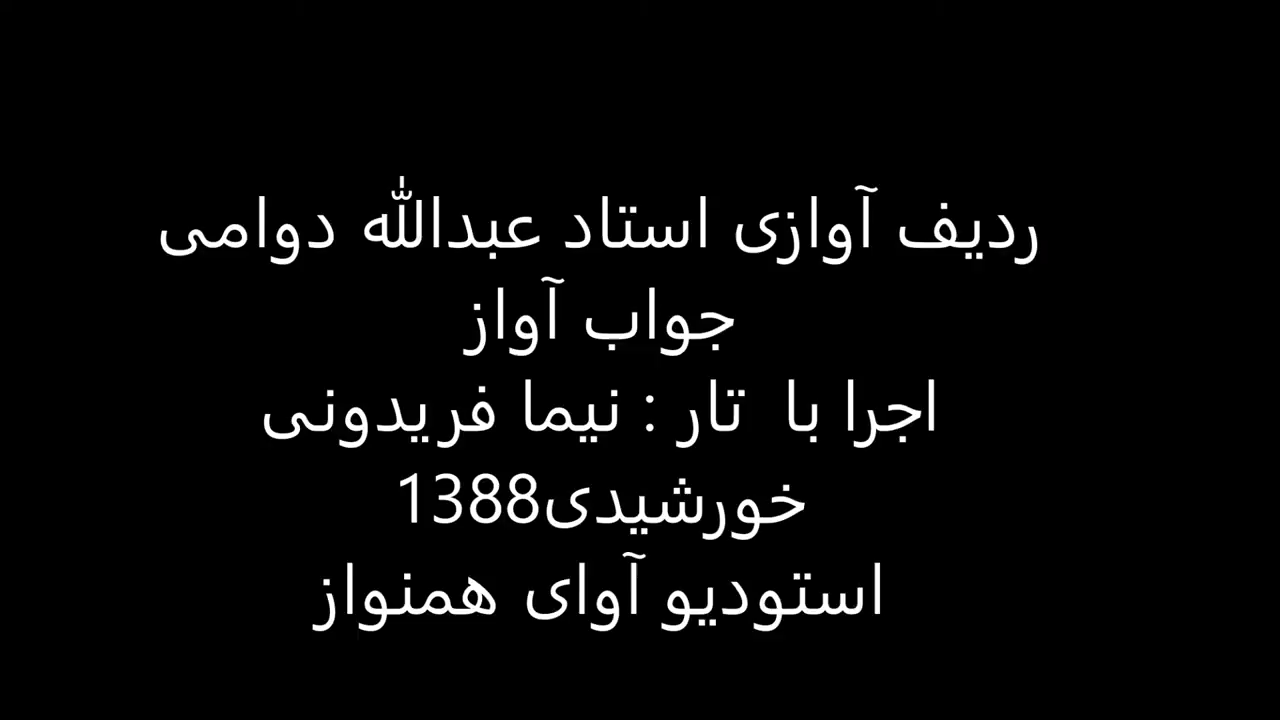 ردیف آوازی استاد عبدالله دوامی
جواب آواز
اجرا با تار : نیما فریدونی
خورشیدی1388
استودیو آوای همنواز